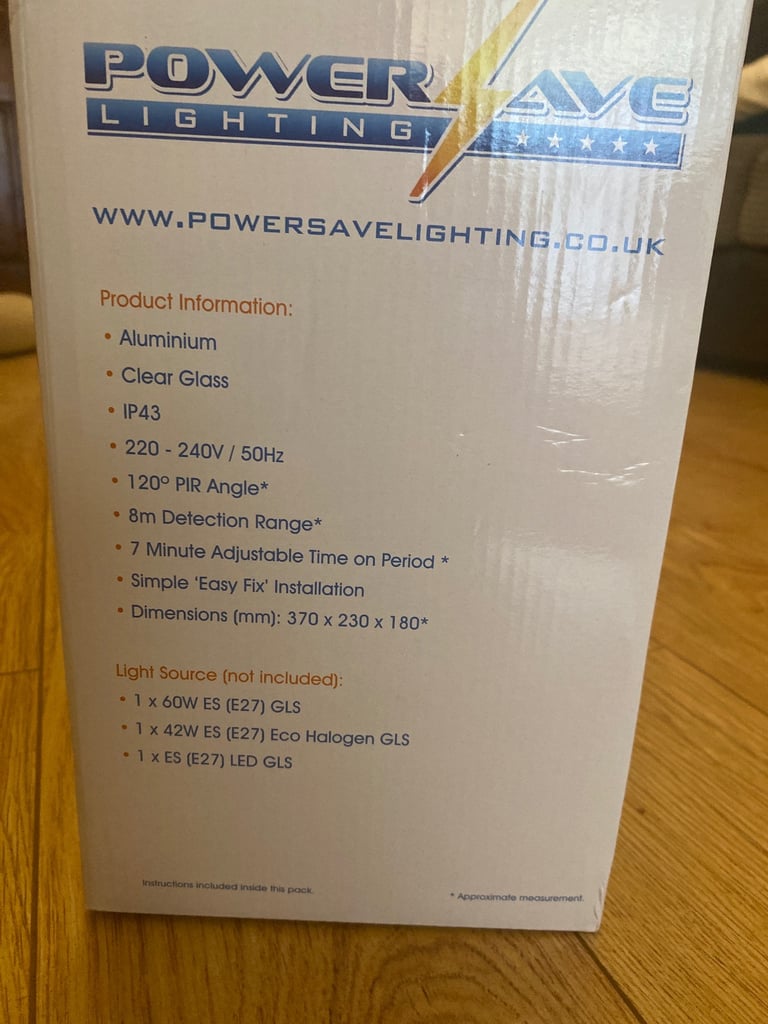 POWERSAVE
LIGHTING
WWW.POWERSAVELIGHTING.CO.UK
Product Information:
• Aluminium
• Clear Glass
• IP43
• 220 - 240V / 50Hz
• 120° PIR Angle*
• 8m Detection Range*
• 7 Minute Adjustable Time on Period *
• Simple 'Easy Fix' Installation
• Dimensions (mm): 370 x 230 x 180*
Light Source (not included):
• 1 x 60W ES (E27) GLS
• 1 x 42W ES (E27) Eco Halogen GLS
• 1 x ES (E27) LED GLS
Instructions included inside this pack.
* Approximate measurement.